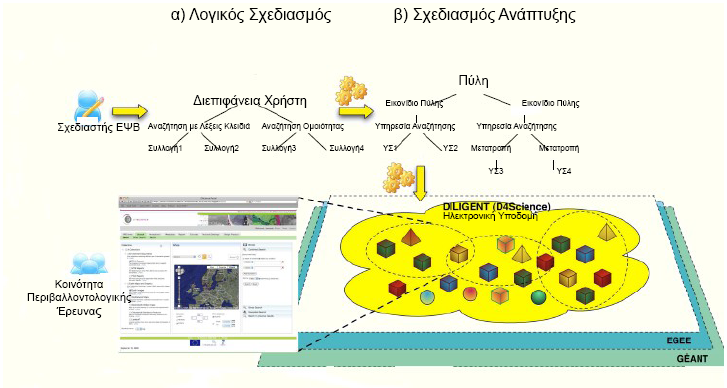 α) Λογικός Σχεδιασμός
β) Σχεδιασμός Ανάπτυξης
Διεπιφάνεια Χρήστη
Πύλη
Εικονίδιο Πύλης
Εικονίδιο Πύλης
Σχεδιαστής ΕΨΒ
Αναζήτηση με Λέξεις Κλειδιά
Αναζήτηση Ομοιότητας
Υπηρεσία Αναζήτησης
Υπηρεσία Αναζήτησης
Συλλογή1
Συλλογή2
Συλλογή3
Συλλογή4
ΥΣ1
ΥΣ2
Μετατροπή
Μετατροπή
ΥΣ3
ΥΣ4
DILIGENT (D4Science)
Ηλεκτρονική Υποδομή
Κοινότητα
Περιβαλλοντολογικής
Έρευνας
EGEE
GÉANT